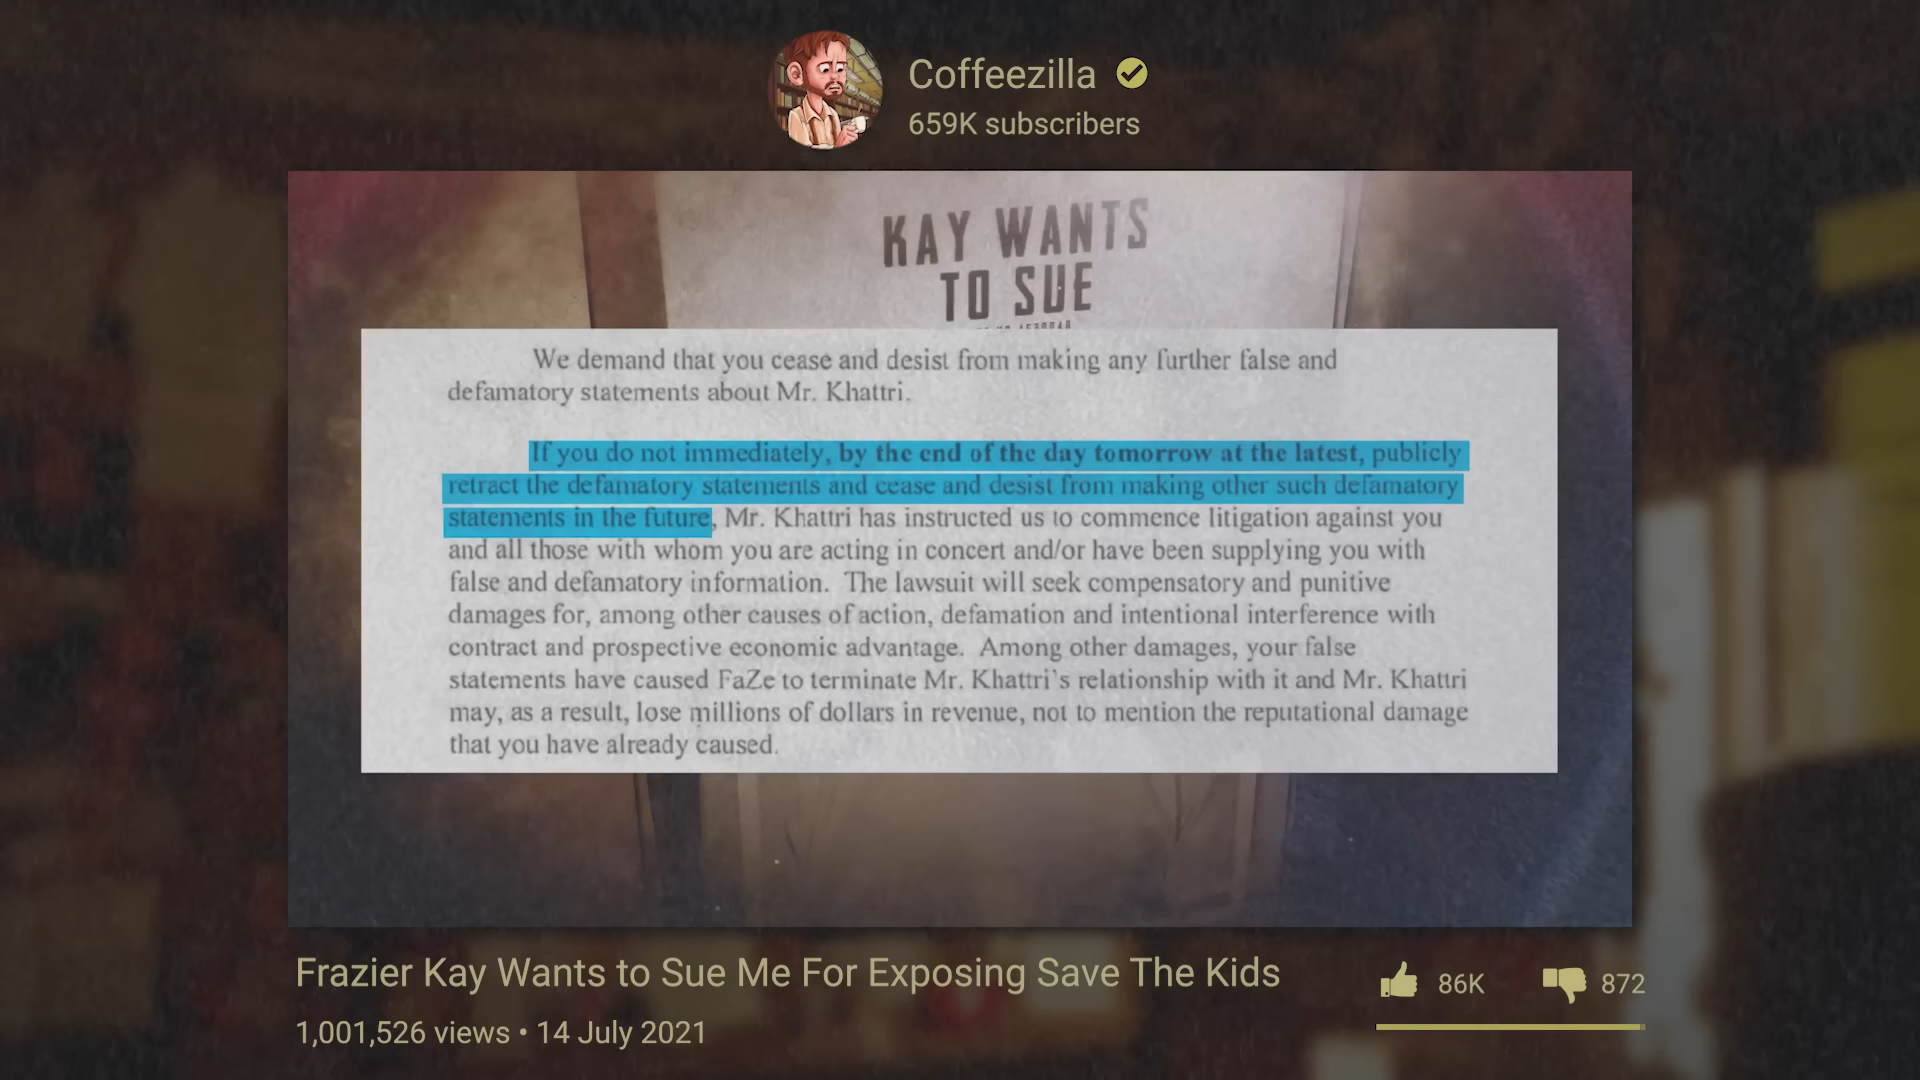 Coffeezilla
659K subscribers
KAY WANTS
TO SUE
We demand that you cease and desist from making any further false and
defamatory statements about Mr. Khattri.
If you do not immediately, by the end of the day tomorrow at the latest, publicly
retract the defamatory statements and cease and desist from making other such defamatory
statements in the future, Mr. Khattri has instructed us to commence litigation against you
and all those with whom you are acting in concert and/or have been supplying you with
false and defamatory information. The lawsuit will seek compensatory and punitive
damages for, among other causes of action, defamation and intentional interference with
contract and prospective economic advantage. Among other damages, your false
statements have caused FaZe to terminate Mr. Khattri's relationship with it and Mr. Khattri
may, as a result, lose millions of dollars in revenue, not to mention the reputational damage
that you have already caused.
Frazier Kay Wants to Sue Me For Exposing Save The Kids
86K 872
1,001,526 views • 14 July 2021